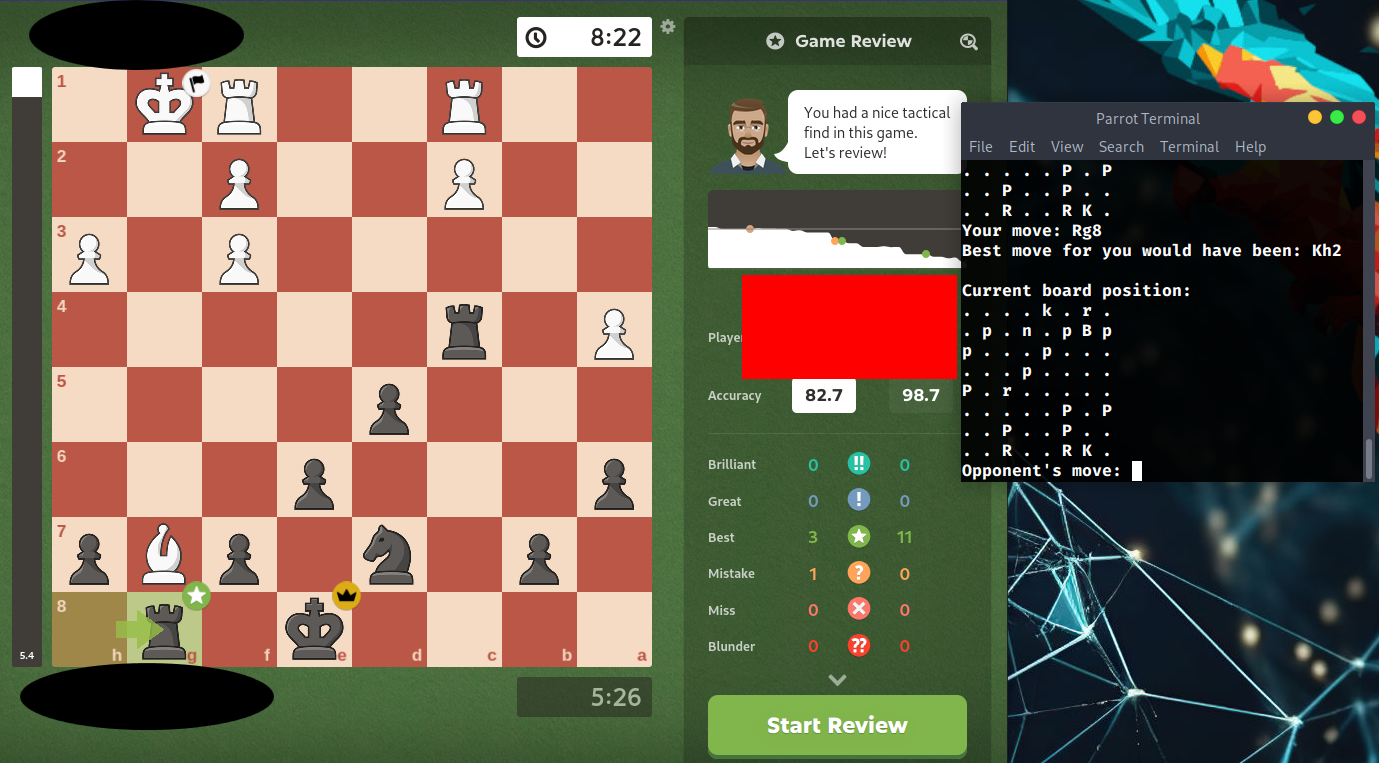 8:22
1
2
3
4
5
6
7
8
h g f e d c b a
5.4
5:26
Game Review
You had a nice tactical
find in this game.
Let's review!
Player
Accuracy 82.7 98.7
Brilliant 0 !! 0
Great 0 ! 0
Best 3 11
Mistake 1 ? 0
Miss 0 0
Blunder 0 ?? 0
Start Review
Parrot Terminal
File Edit View Search Terminal Help
. . . . . P . P
. . P . . P . .
. . R . . R K .
Your move: Rg8
Best move for you would have been: Kh2
Current board position:
. . . . k . r .
. p . n . p B p
p . . . p . . .
. . . p . . . .
P . r . . . . .
. . . . . P . P
. . P . . P . .
. . R . . R K .
Opponent's move: